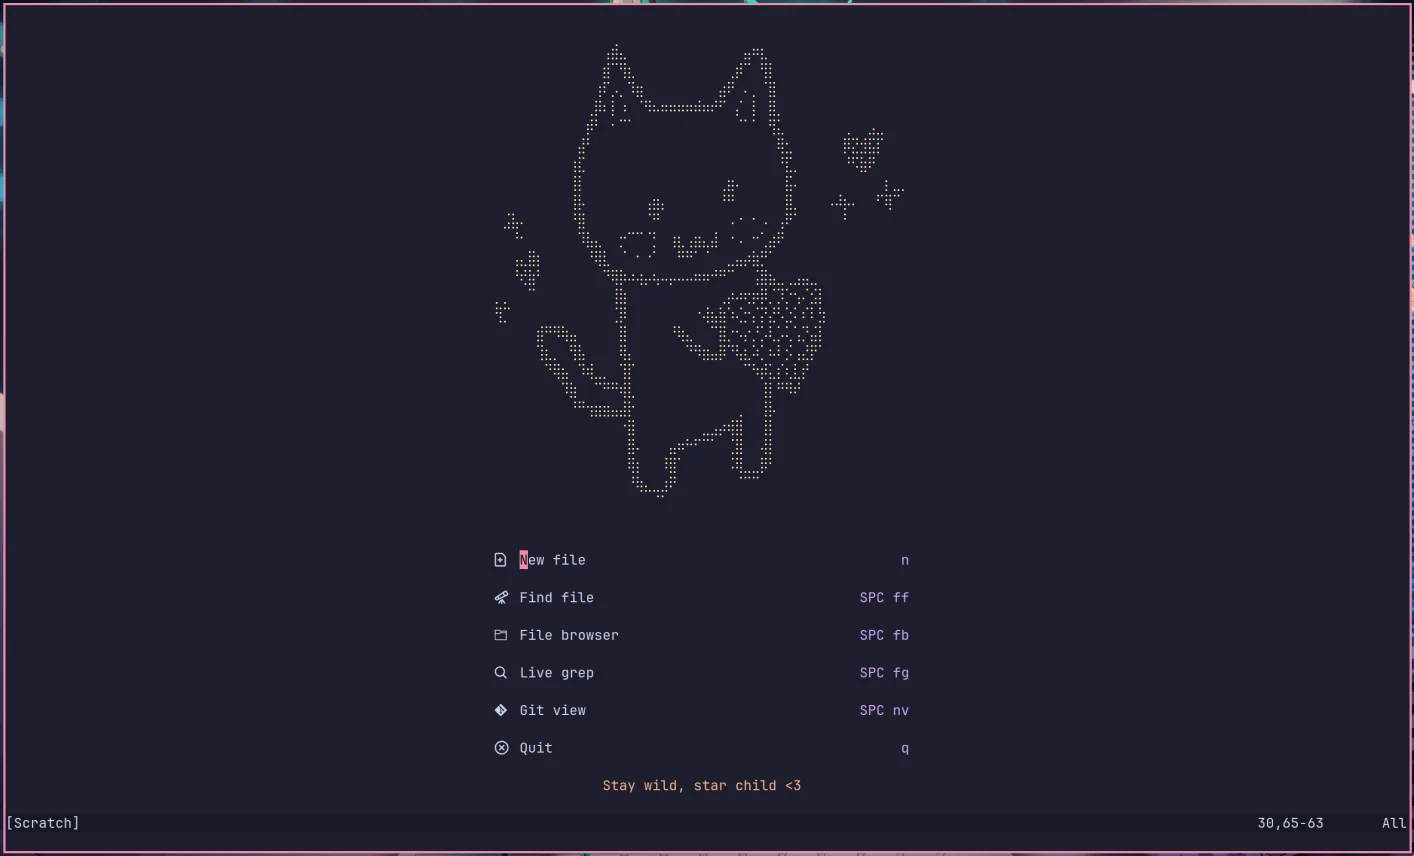 New file n
Find file SPC ff
File browser SPC fb
Live grep SPC fg
Git view SPC nv
Quit q
Stay wild, star child <3
[Scratch] 30,65-63 All